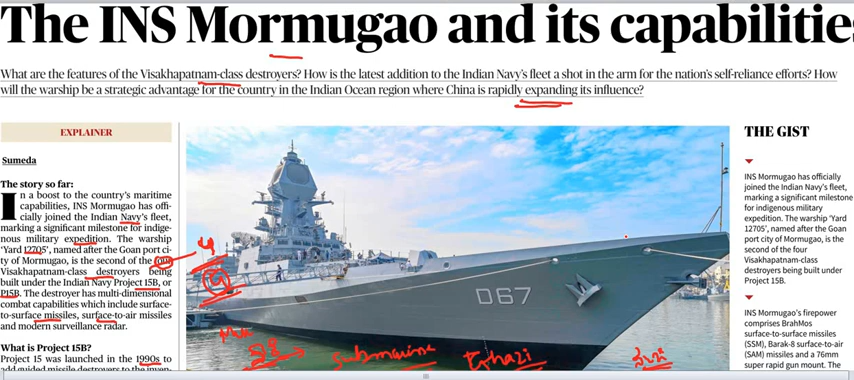 The INS Mormugao and its capabilitie
What are the features of the Visakhapatnam-class destroyers? How is the latest addition to the Indian Navy's fleet a shot in the arm for the nation's self-reliance efforts? How
will the warship be a strategic advantage for the country in the Indian Ocean region where China is rapidly expanding its influence?
EXPLAINER
Sumeda
The story so far:
In a boost to the country's maritime
capabilities, INS Mormugao has offi-
cially joined the Indian Navy's fleet,
marking a significant milestone for indige-
nous military expedition. The warship
'Yard 12705', named after the Goan port ci-
ty of Mormugao, is the second of the four
Visakhapatnam-class destroyers being
built under the Indian Navy Project 15B, or
P15B. The destroyer has multi-dimensional
combat capabilities which include surface-
to-surface missiles, surface-to-air missiles
and modern surveillance radar.
What is Project 15B?
Project 15 was launched in the 1990s to
add guided missile destroyers to the inven-
4
D67
submarine
Ghazi
THE GIST
INS Mormugao has officially
joined the Indian Navy's fleet,
marking a significant milestone
for indigenous military
expedition. The warship 'Yard
12705', named after the Goan
port city of Mormugao, is the
second of the four
Visakhapatnam-class
destroyers being built under
Project 15B.
INS Mormugao's firepower
comprises BrahMos
surface-to-surface missiles
(SSM), Barak-8 surface-to-air
(SAM) missiles and a 76mm
super rapid gun mount. The